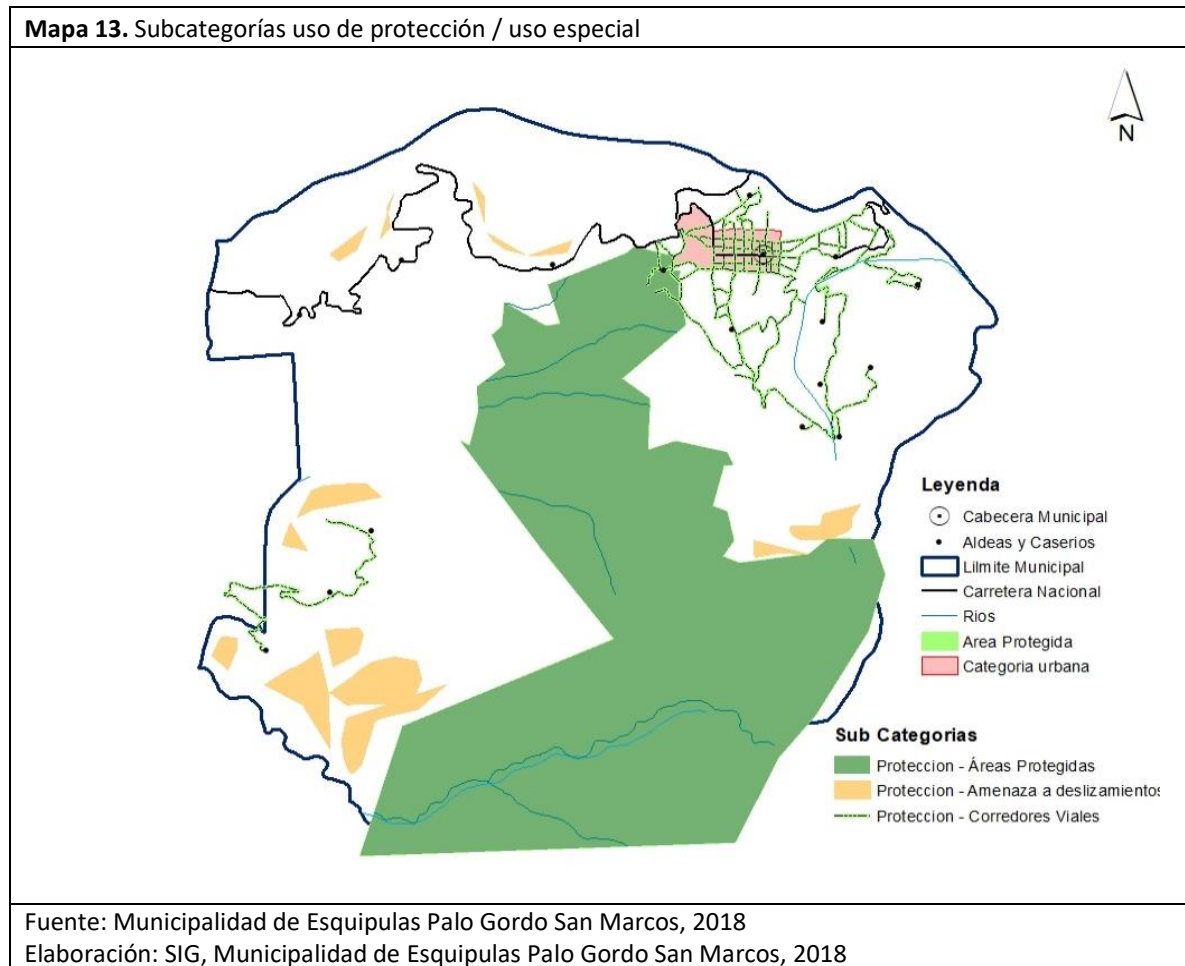 Mapa 13. Subcategorías uso de protección / uso especial
N
Leyenda
Cabecera Municipal
Aldeas y Caserios
Lilmite Municipal
Carretera Nacional
Rios
Area Protegida
Categoria urbana
Sub Categorias
Proteccion - Áreas Protegidas
Proteccion - Amenaza a deslizamientos
Proteccion - Corredores Viales
Fuente: Municipalidad de Esquipulas Palo Gordo San Marcos, 2018
Elaboración: SIG, Municipalidad de Esquipulas Palo Gordo San Marcos, 2018